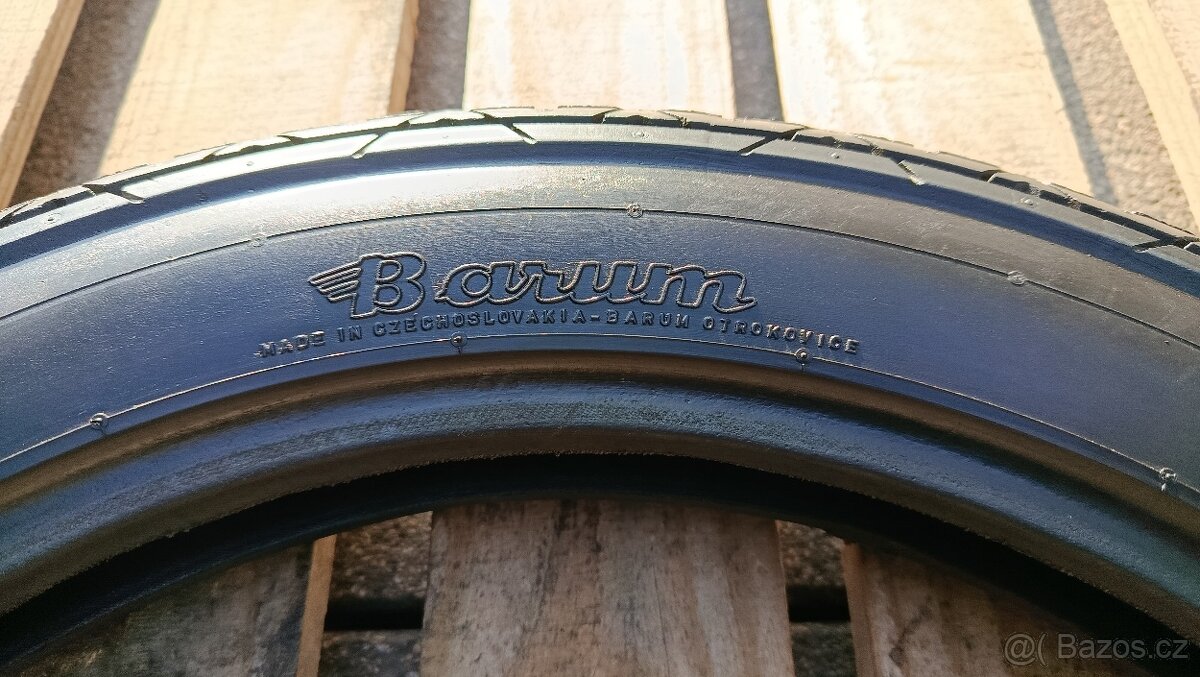 Barum
MADE IN CZECHOSLOVAKIA-BARUM OTROKOVICE
@( Bazos.cz